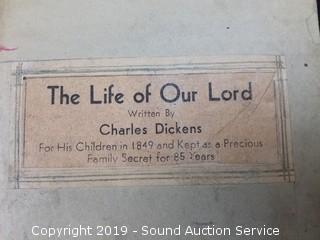 The Life of Our Lord
Written By
Charles Dickens
For His Children in 1849 and Kept as a Precious
Family Secret for 85 Years
Copyright 2019 - Sound Auction Service